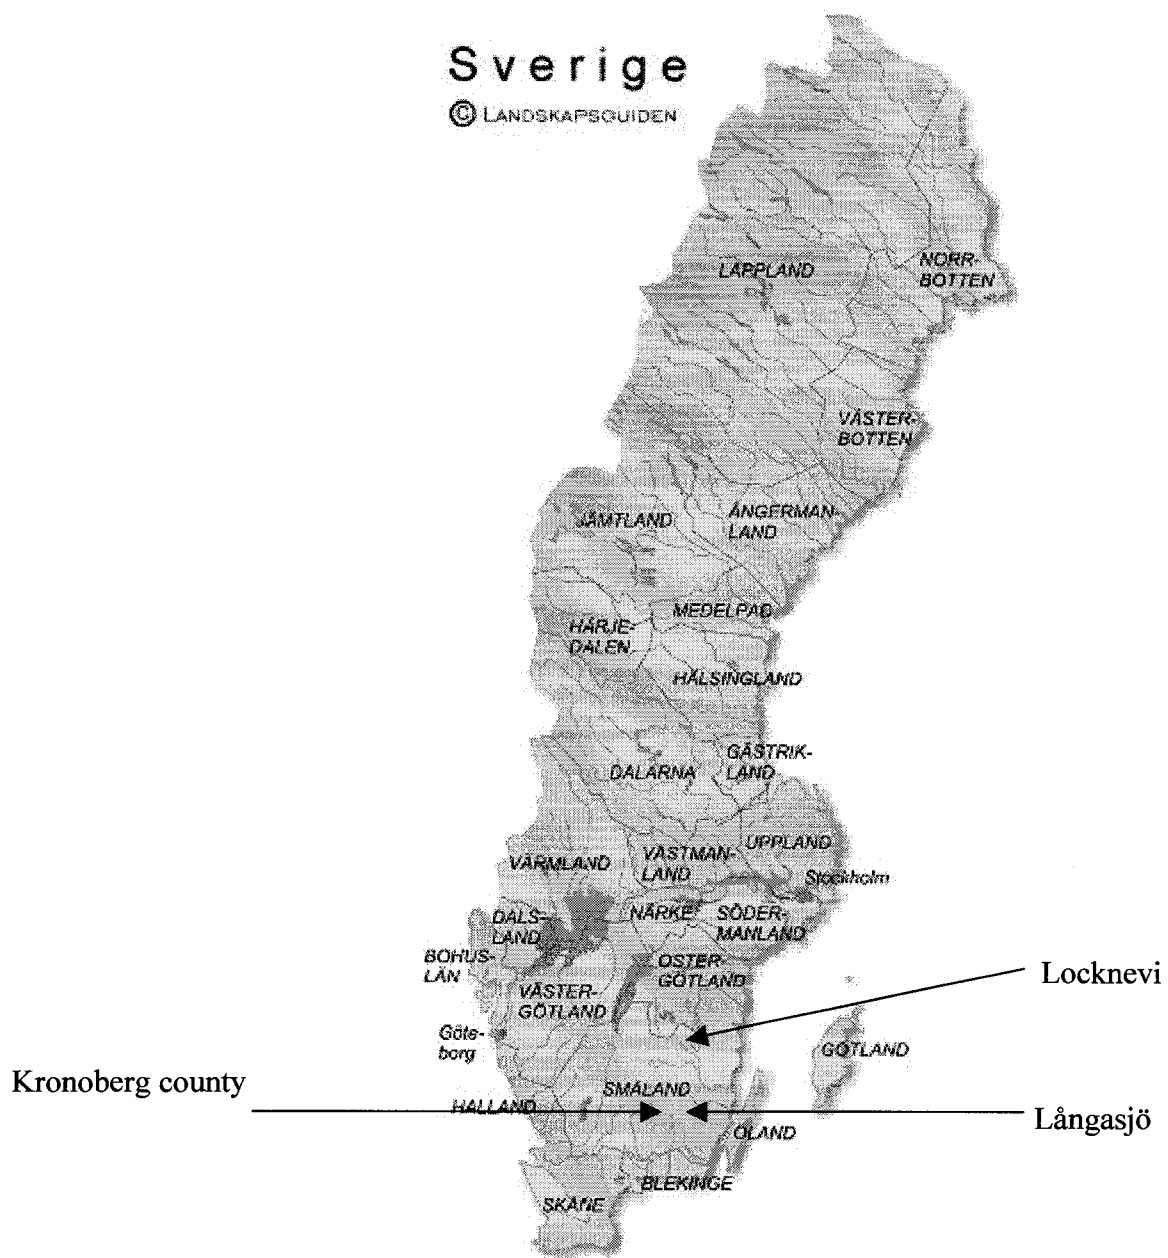 Sverige
© LANDSKAPSGUIDEN
LAPPLAND
NORR-
BOTTEN
VÄSTER-
BOTTEN
JÄMTLAND
ÅNGERMAN-
LAND
MEDELPAD
HÄRJE-
DALEN
HÄLSINGLAND
GÄSTRIK-
LAND
DALARNA
UPPLAND
VÄRMLAND
VÄSTMAN-
LAND
Stockholm
NÄRKE
SÖDER-
MANLAND
DALS-
LAND
BOHUS-
LÄN
ÖSTER-
GÖTLAND
VÄSTER-
GÖTLAND
Locknevi
Göte-
borg
GOTLAND
Kronoberg county
SMÅLAND
HALLAND
Långasjö
ÖLAND
BLEKINGE
SKÅNE